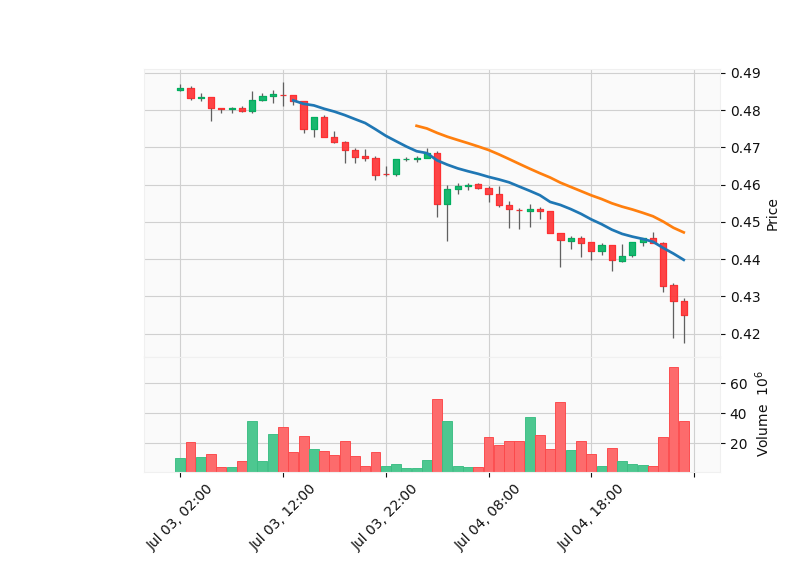 0.49
0.48
0.47
0.46
0.45
0.44
0.43
0.42
Price
60
40
20
Volume 10^6
Jul 03, 02:00
Jul 03, 12:00
Jul 03, 22:00
Jul 04, 08:00
Jul 04, 18:00